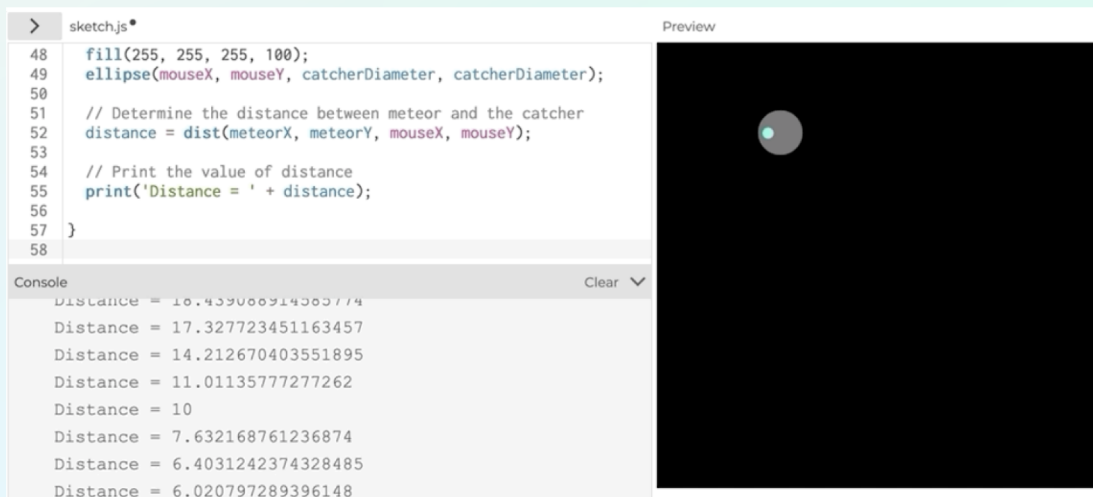 sketch.js
Preview
48 fill(255, 255, 255, 100);
49 ellipse(mouseX, mouseY, catcherDiameter, catcherDiameter);
50
51 // Determine the distance between meteor and the catcher
52 distance = dist(meteorX, meteorY, mouseX, mouseY);
53
54 // Print the value of distance
55 print('Distance = ' + distance);
56
57 }
58
Console Clear
Distance = 18.439088914585774
Distance = 17.327723451163457
Distance = 14.212670403551895
Distance = 11.01135777277262
Distance = 10
Distance = 7.632168761236874
Distance = 6.4031242374328485
Distance = 6.020797289396148